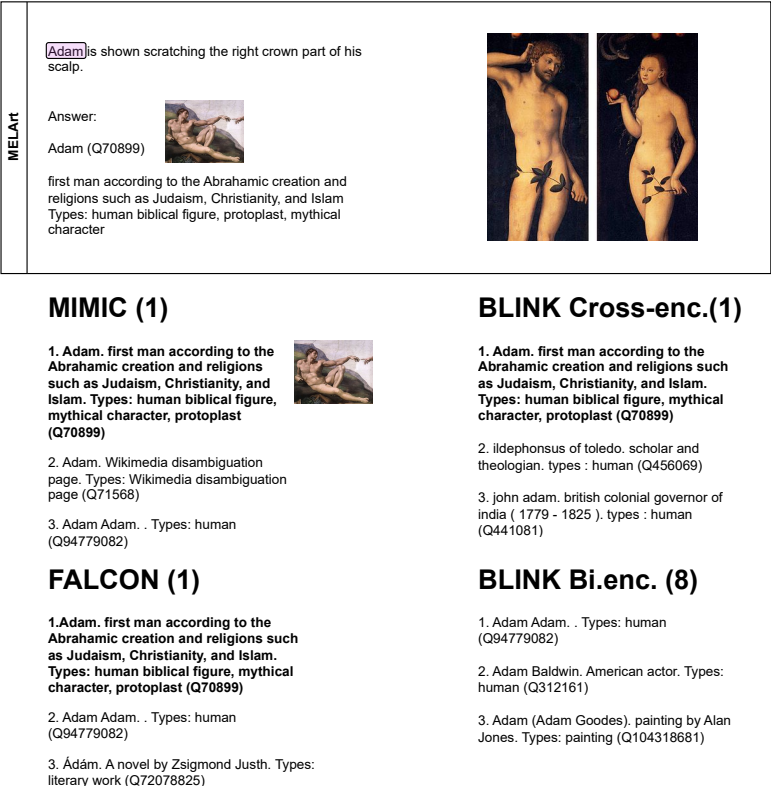 MELArt
Adam is shown scratching the right crown part of his
scalp.
Answer:
Adam (Q70899)
first man according to the Abrahamic creation and
religions such as Judaism, Christianity, and Islam
Types: human biblical figure, protoplast, mythical
character
MIMIC (1)
1. Adam. first man according to the
Abrahamic creation and religions
such as Judaism, Christianity, and
Islam. Types: human biblical figure,
mythical character, protoplast
(Q70899)
2. Adam. Wikimedia disambiguation
page. Types: Wikimedia disambiguation
page (Q71568)
3. Adam Adam. . Types: human
(Q94779082)
BLINK Cross-enc.(1)
1. Adam. first man according to the
Abrahamic creation and religions such
as Judaism, Christianity, and Islam.
Types: human biblical figure, mythical
character, protoplast (Q70899)
2. ildephonsus of toledo. scholar and
theologian. types : human (Q456069)
3. john adam. british colonial governor of
india ( 1779 - 1825 ). types : human
(Q441081)
FALCON (1)
1.Adam. first man according to the
Abrahamic creation and religions such
as Judaism, Christianity, and Islam.
Types: human biblical figure, mythical
character, protoplast (Q70899)
2. Adam Adam. . Types: human
(Q94779082)
3. Ádám. A novel by Zsigmond Justh. Types:
literary work (Q72078825)
BLINK Bi.enc. (8)
1. Adam Adam. . Types: human
(Q94779082)
2. Adam Baldwin. American actor. Types:
human (Q312161)
3. Adam (Adam Goodes). painting by Alan
Jones. Types: painting (Q104318681)